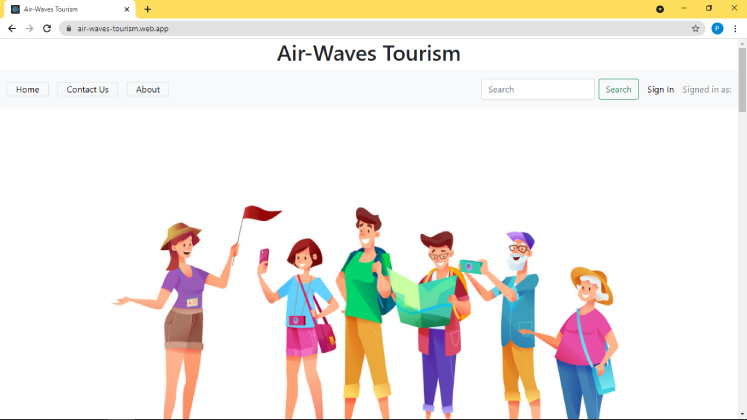 Air-Waves Tourism
air-waves-tourism.web.app
P
Air-Waves Tourism
Home Contact Us About Search Search Sign In Signed in as: